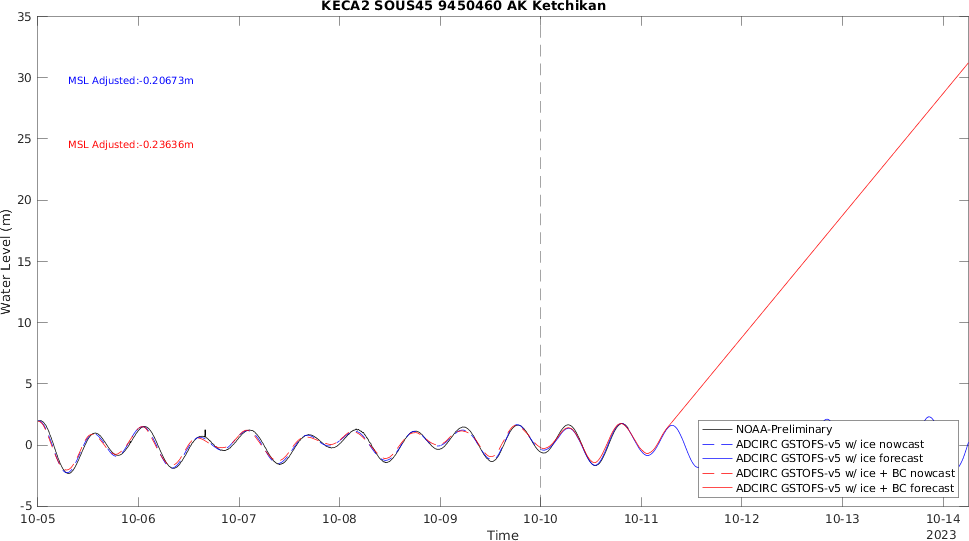 KECA2 SOUS45 9450460 AK Ketchikan
35
30
25
20
15
10
5
0
-5
Water Level (m)
MSL Adjusted:-0.20673m
MSL Adjusted:-0.23636m
NOAA-Preliminary
ADCIRC GSTOFS-v5 w/ ice nowcast
ADCIRC GSTOFS-v5 w/ ice forecast
ADCIRC GSTOFS-v5 w/ ice + BC nowcast
ADCIRC GSTOFS-v5 w/ ice + BC forecast
10-05 10-06 10-07 10-08 10-09 10-10 10-11 10-12 10-13 10-14
2023
Time